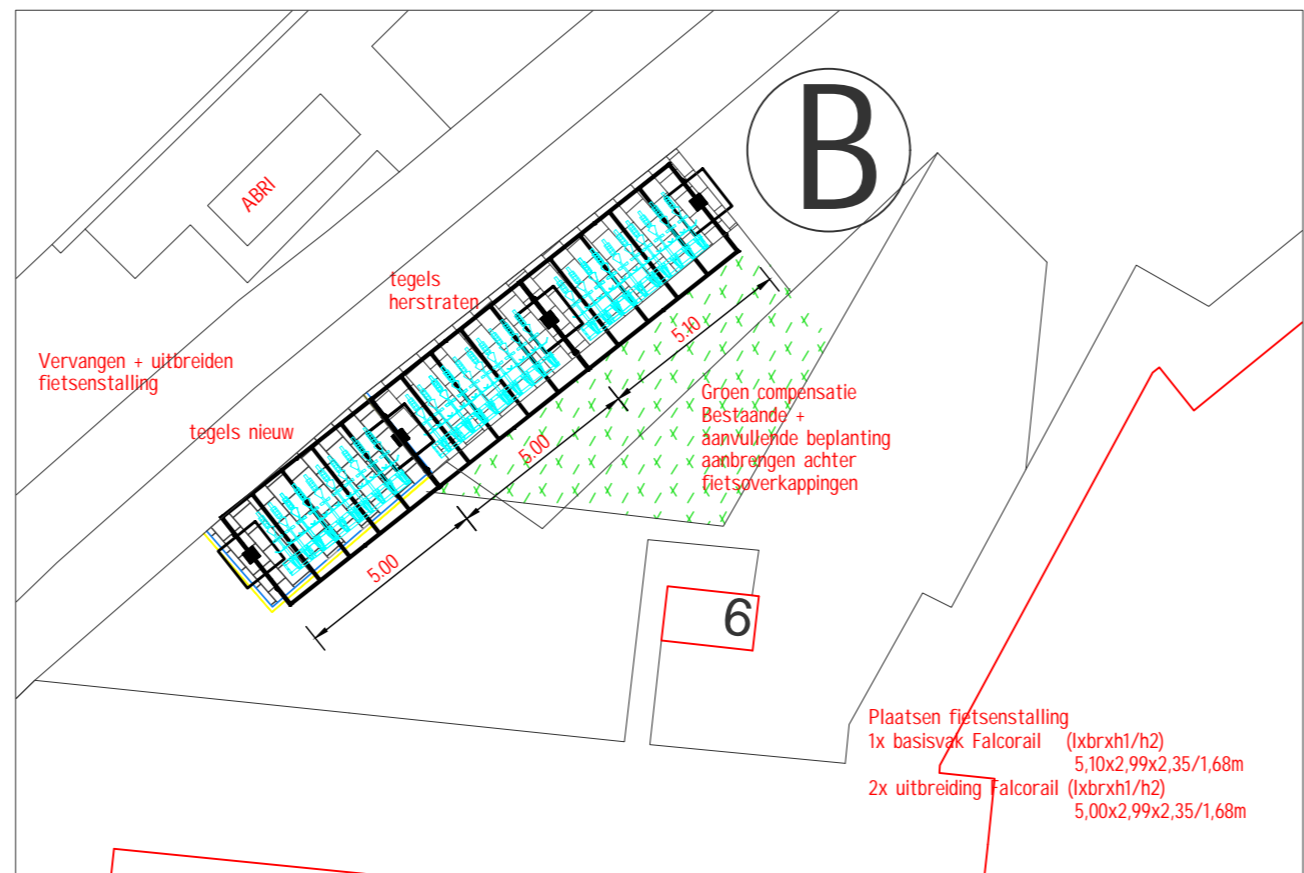 B
ABRI
tegels
herstraten
5.10
Vervangen + uitbreiden
fietsenstalling
Groen compensatie
Bestaande +
aanvullende beplanting
aanbrengen achter
fietsoverkappingen
tegels nieuw
5.00
5.00
6
Plaatsen fietsenstalling
1x basisvak Falcorail (lxbrxh1/h2)
5,10x2,99x2,35/1,68m
2x uitbreiding Falcorail (lxbrxh1/h2)
5,00x2,99x2,35/1,68m